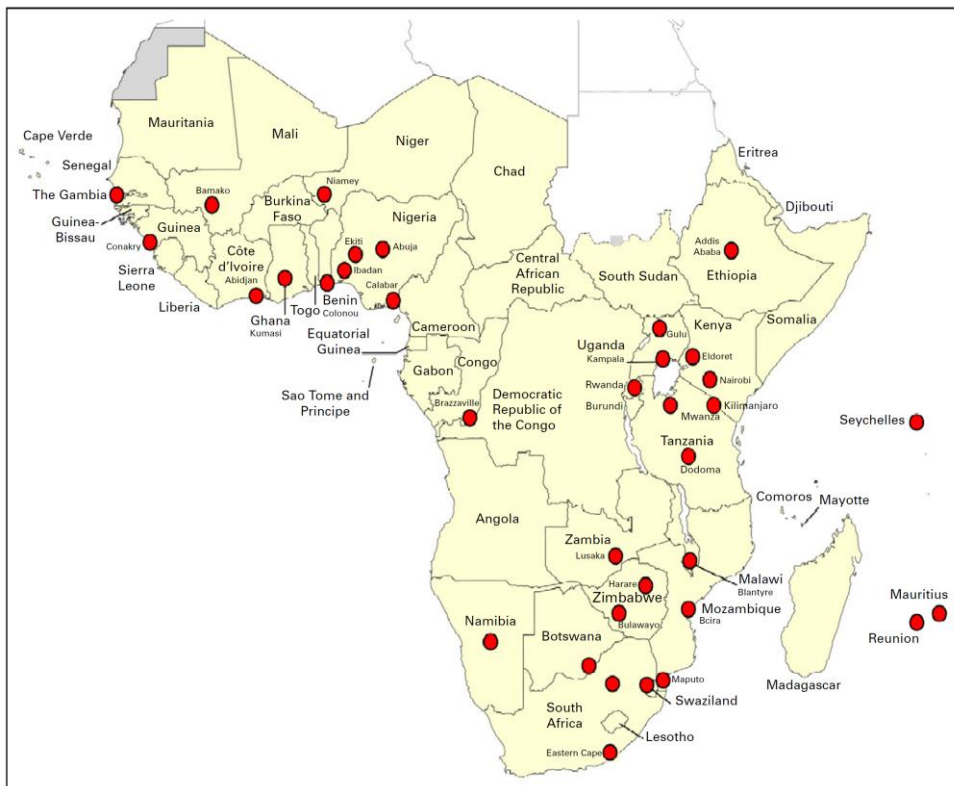 Mauritania
Mali
Niger
Chad
Cape Verde
Senegal
The Gambia
Guinea-
Bissau
Bamako
Niamey
Burkina
Faso
Nigeria
Guinea
Conakry
Sierra
Leone
Liberia
Côte
d'Ivoire
Abidjan
Ekiti
Abuja
Ibadan
Calabar
Ghana
Kumasi
Togo
Benin
Colonou
Cameroon
Equatorial
Guinea
Sao Tome and
Principe
Gabon
Congo
Brazzaville
Central
African
Republic
South Sudan
Eritrea
Djibouti
Addis
Ababa
Ethiopia
Somalia
Uganda
Kampala
Gulu
Kenya
Eldoret
Nairobi
Rwanda
Burundi
Mwanza
Kilimanjaro
Democratic
Republic of
the Congo
Tanzania
Dodoma
Seychelles
Comoros
Mayotte
Angola
Zambia
Lusaka
Malawi
Blantyre
Harare
Zimbabwe
Bulawayo
Mozambique
Bcira
Mauritius
Reunion
Madagascar
Namibia
Botswana
Maputo
Swaziland
South
Africa
Lesotho
Eastern Cape